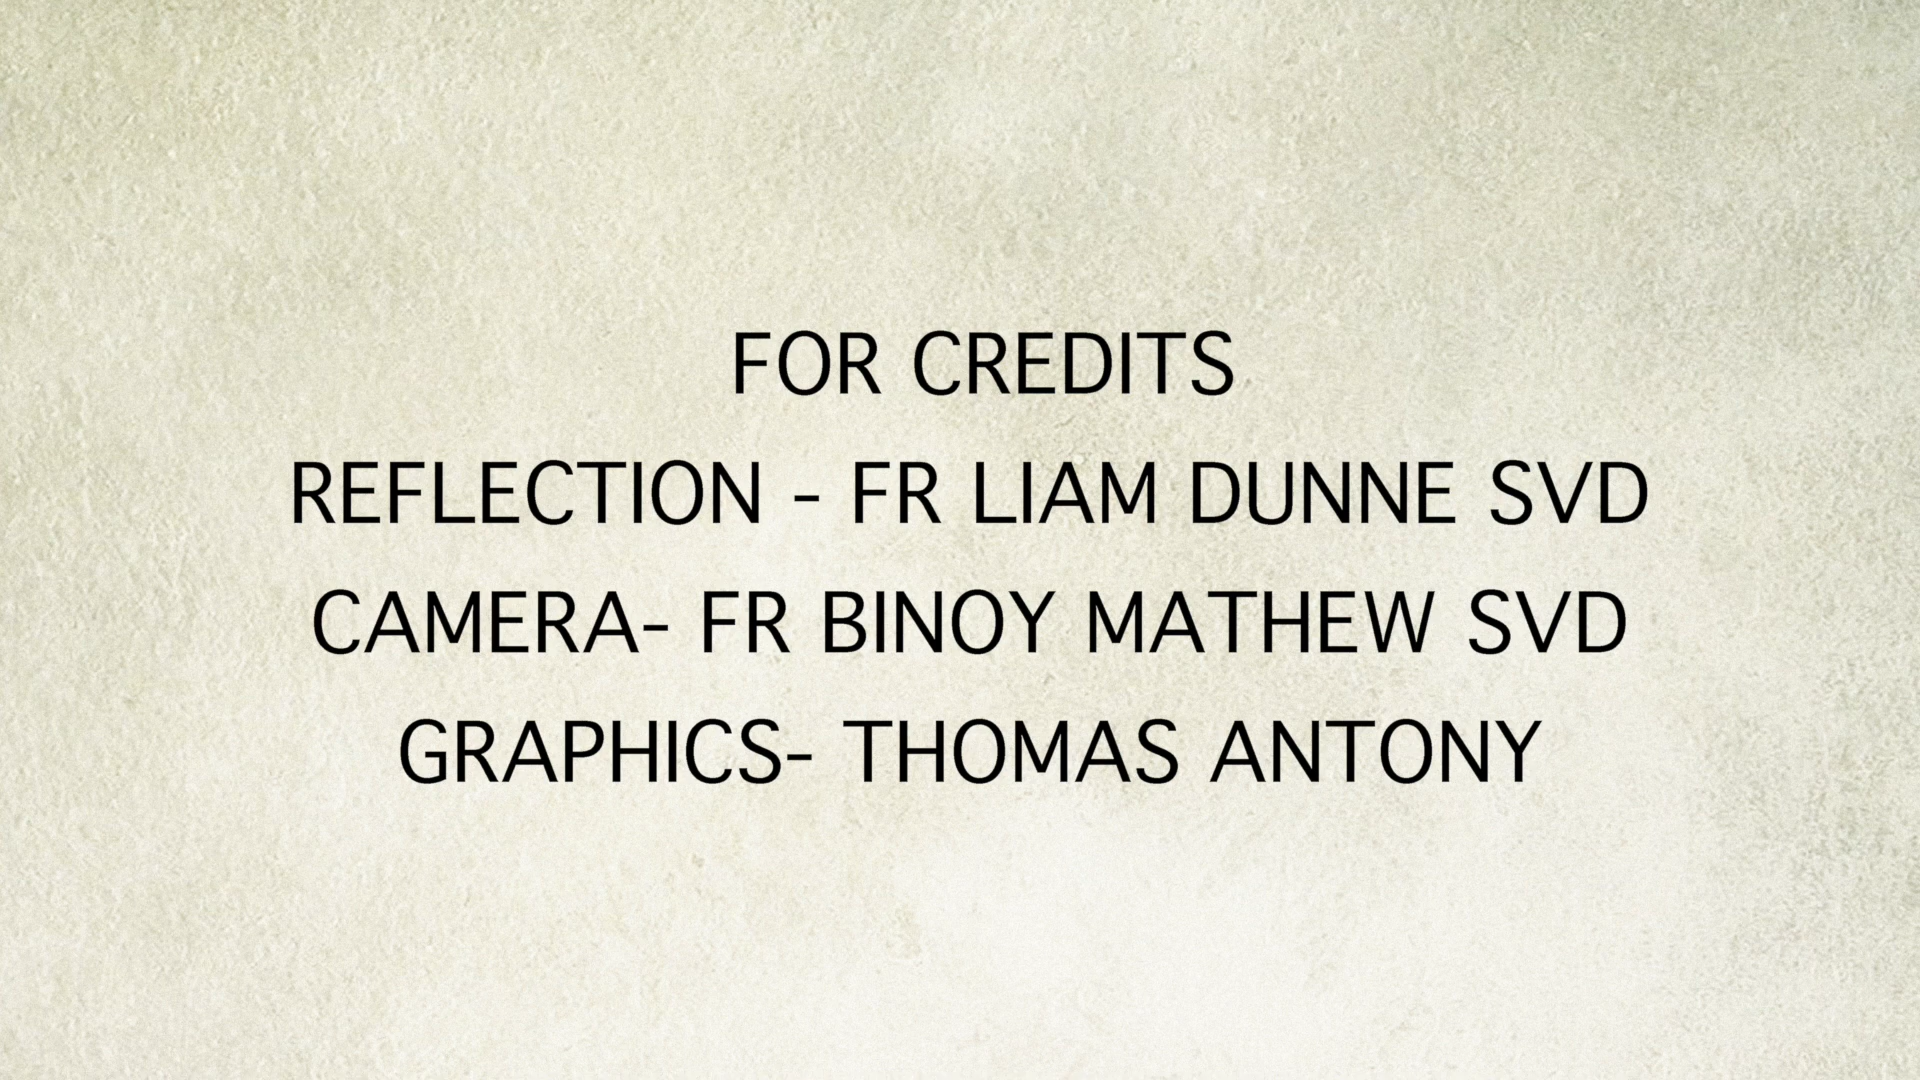 FOR CREDITS
REFLECTION - FR LIAM DUNNE SVD
CAMERA- FR BINOY MATHEW SVD
GRAPHICS- THOMAS ANTONY